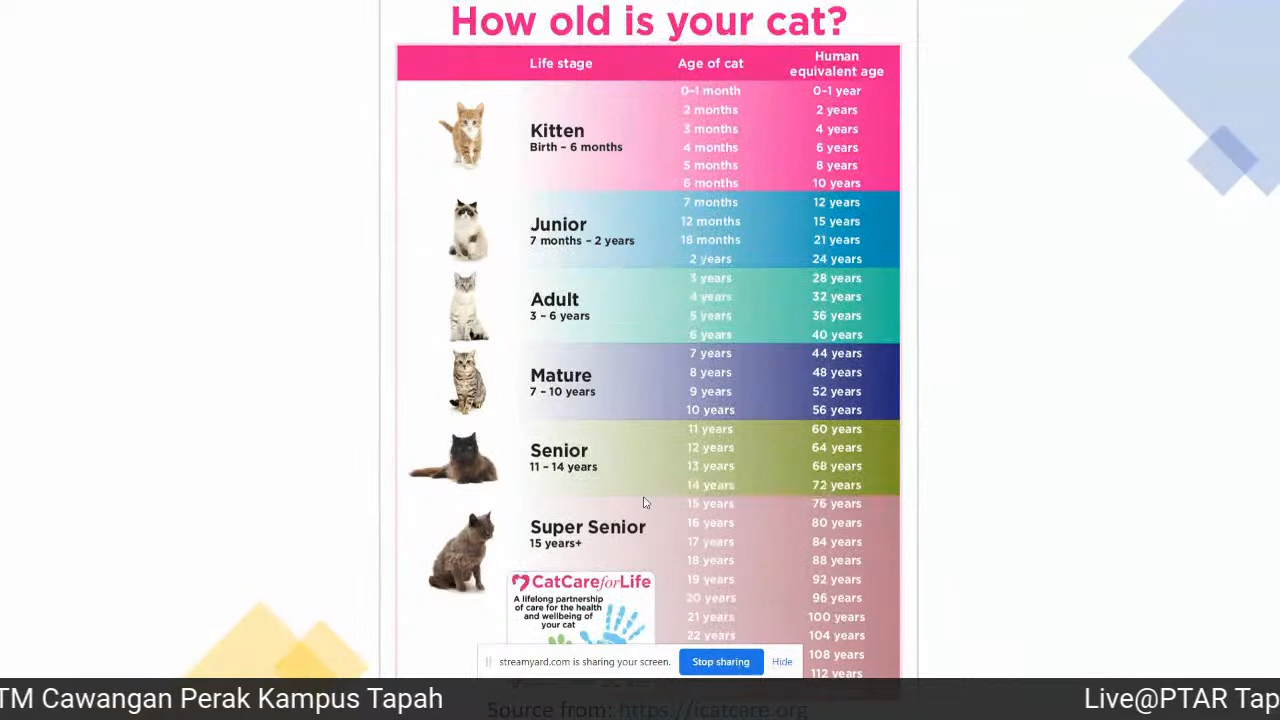 How old is your cat?
Life stage Age of cat Human equivalent age
Kitten
Birth – 6 months
0–1 month 0–1 year
2 months 2 years
3 months 4 years
4 months 6 years
5 months 8 years
6 months 10 years
Junior
7 months – 2 years
7 months 12 years
12 months 15 years
18 months 21 years
2 years 24 years
Adult
3 – 6 years
3 years 28 years
4 years 32 years
5 years 36 years
6 years 40 years
Mature
7 – 10 years
7 years 44 years
8 years 48 years
9 years 52 years
10 years 56 years
Senior
11 – 14 years
11 years 60 years
12 years 64 years
13 years 68 years
14 years 72 years
Super Senior
15 years+
15 years 76 years
16 years 80 years
17 years 84 years
18 years 88 years
19 years 92 years
20 years 96 years
21 years 100 years
22 years 104 years
108 years
112 years
CatCareforLife
A lifelong partnership
of care for the health
and wellbeing of
your cat
streamyard.com is sharing your screen. Stop sharing Hide
TM Cawangan Perak Kampus Tapah Live@PTAR Tap
Source from: https://icatcare.org